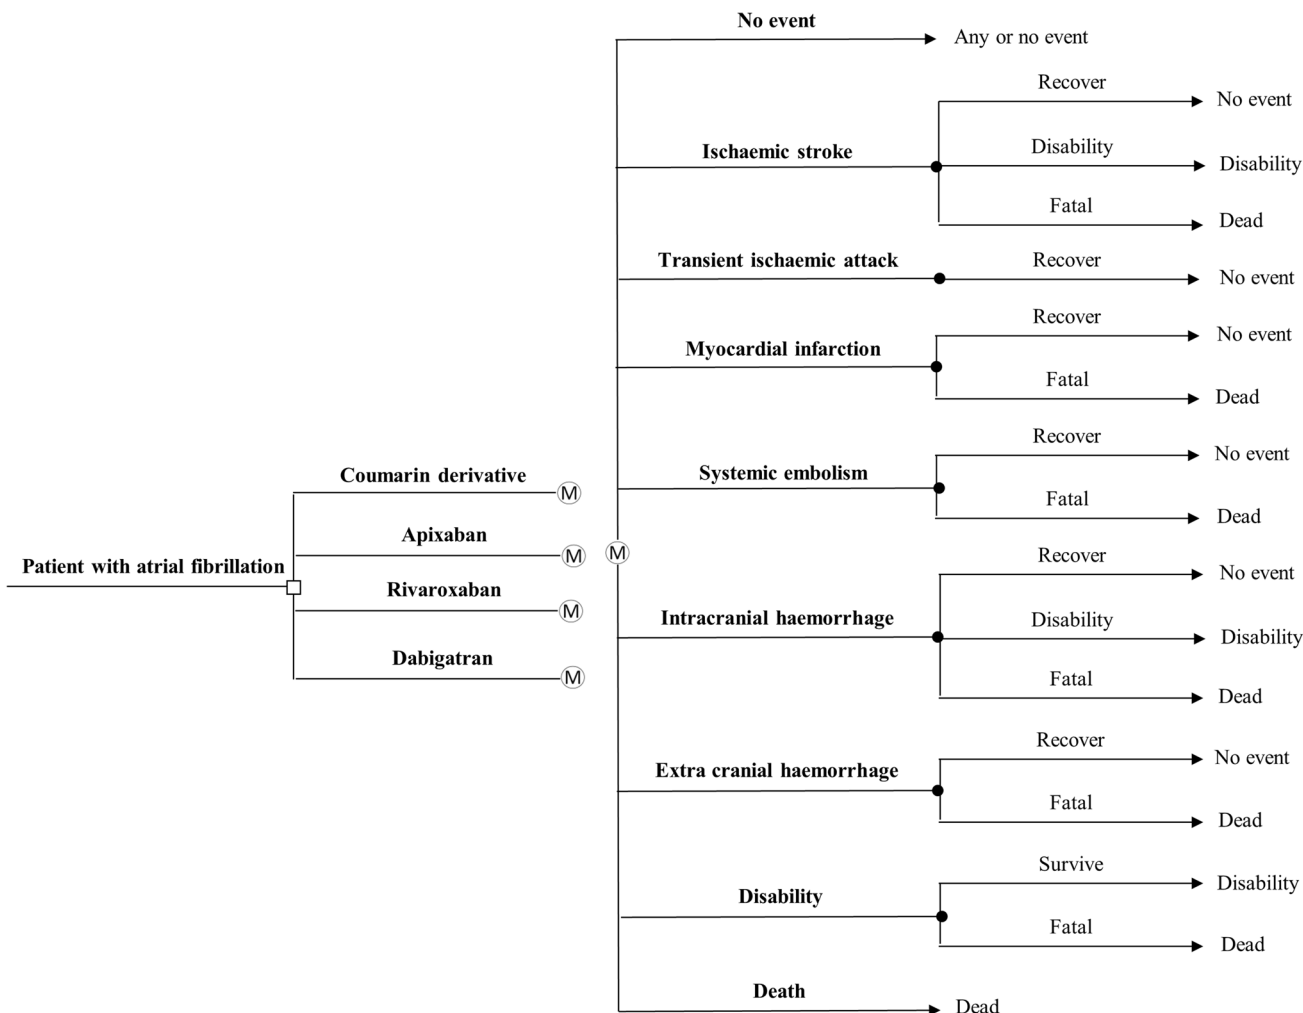 No event
Any or no event
Recover
No event
Ischaemic stroke
Disability
Disability
Fatal
Dead
Transient ischaemic attack
Recover
No event
Recover
No event
Myocardial infarction
Fatal
Dead
Recover
No event
Systemic embolism
Fatal
Dead
Coumarin derivative
M
Apixaban
M
Patient with atrial fibrillation
Rivaroxaban
M
Dabigatran
M
M
Recover
No event
Intracranial haemorrhage
Disability
Disability
Fatal
Dead
Recover
No event
Extra cranial haemorrhage
Fatal
Dead
Survive
Disability
Disability
Fatal
Dead
Death
Dead